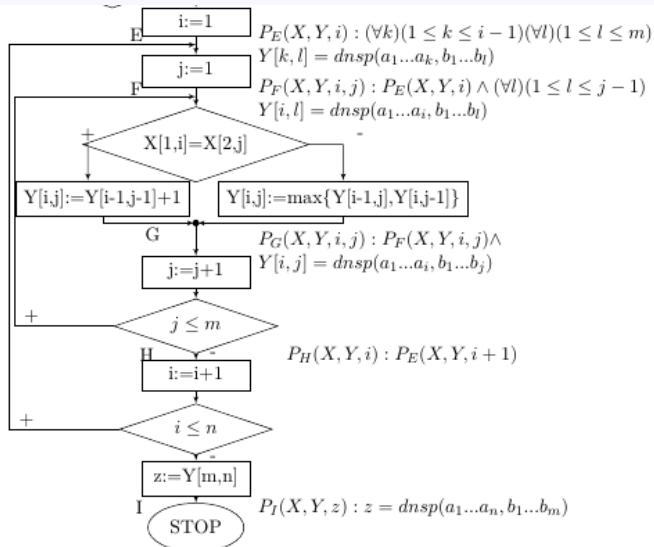 i:=1
E
P_E(X,Y,i) : (∀k)(1 ≤ k ≤ i − 1)(∀l)(1 ≤ l ≤ m)
Y[k,l] = dnsp(a_1...a_k, b_1...b_l)
j:=1
F
P_F(X,Y,i,j) : P_E(X,Y,i) ∧ (∀l)(1 ≤ l ≤ j − 1)
Y[i,l] = dnsp(a_1...a_i, b_1...b_l)
+
-
X[1,i]=X[2,j]
Y[i,j]:=Y[i-1,j-1]+1
Y[i,j]:=max{Y[i-1,j],Y[i,j-1]}
G
P_G(X,Y,i,j) : P_F(X,Y,i,j)∧
Y[i,j] = dnsp(a_1...a_i, b_1...b_j)
j:=j+1
+
j ≤ m
H
-
P_H(X,Y,i) : P_E(X,Y,i + 1)
i:=i+1
+
i ≤ n
-
z:=Y[m,n]
I
P_I(X,Y,z) : z = dnsp(a_1...a_n, b_1...b_m)
STOP